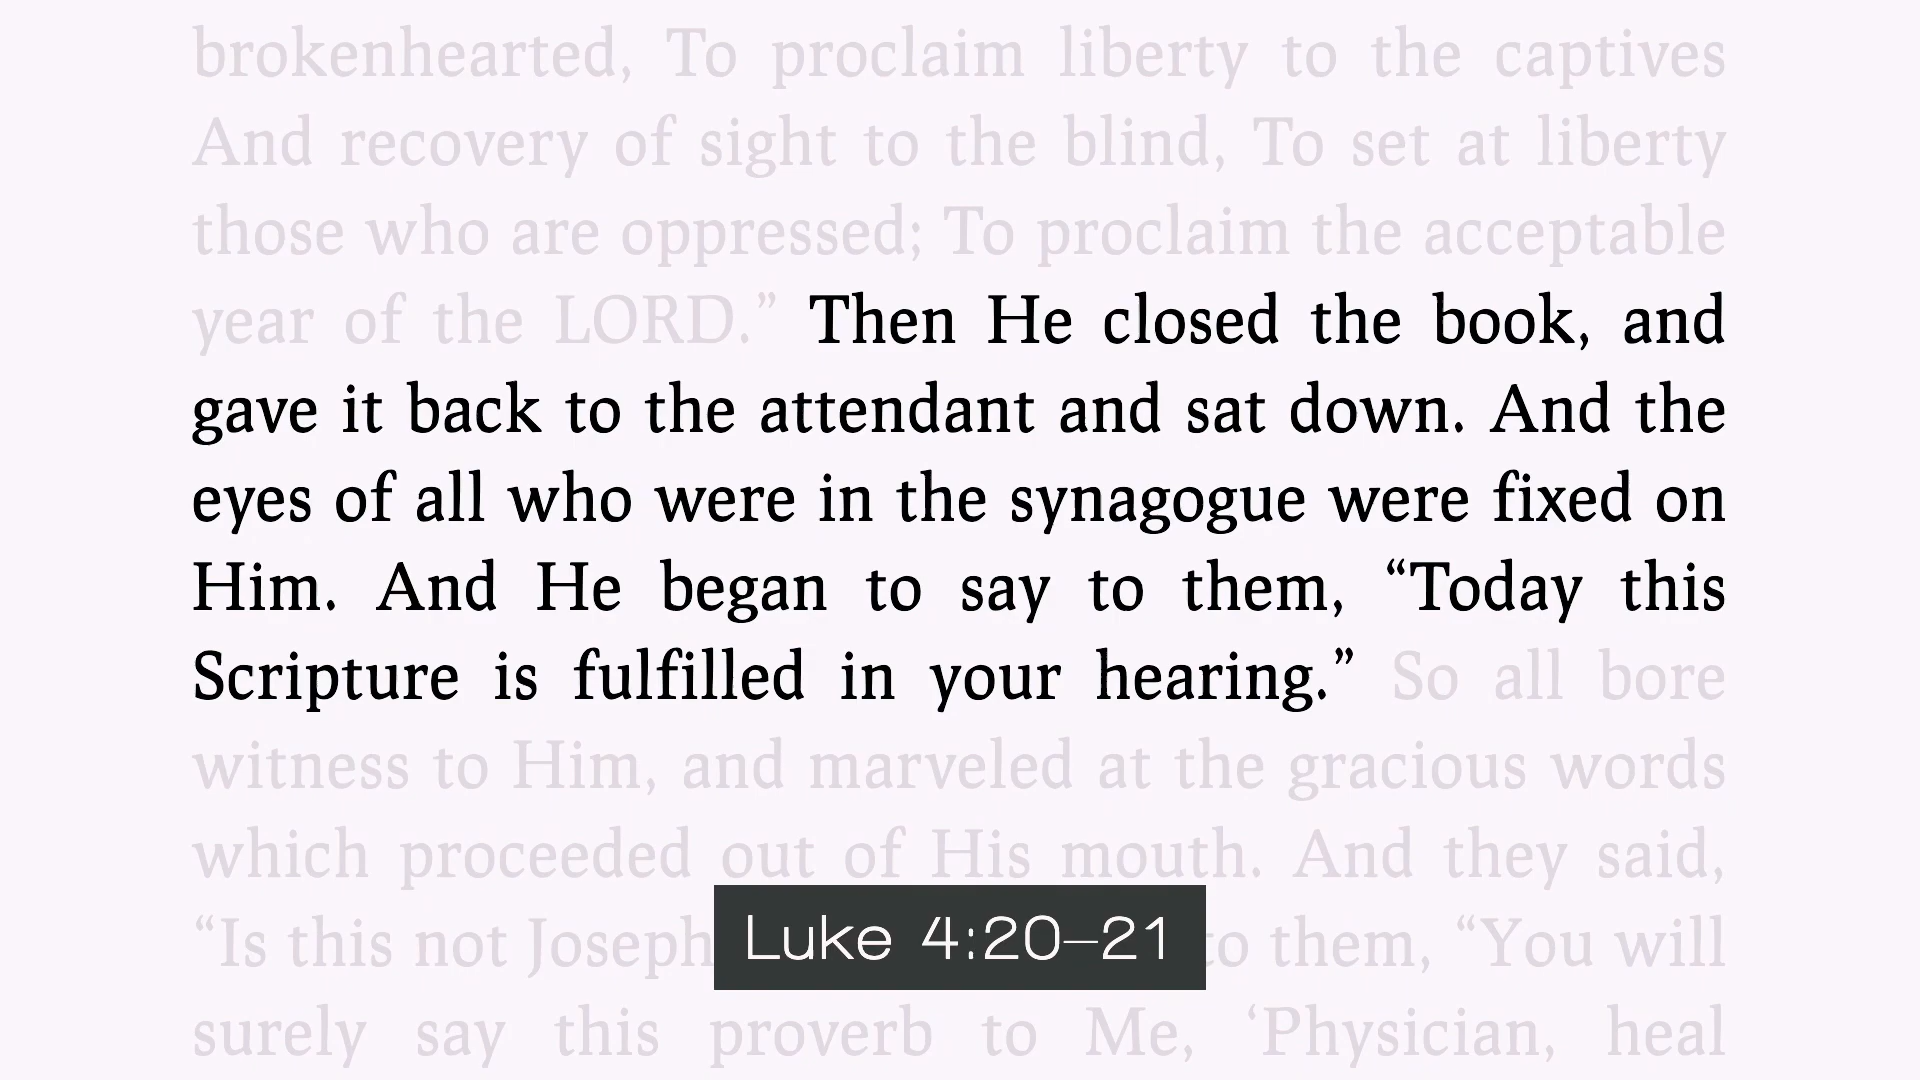 brokenhearted, To proclaim liberty to the captives
And recovery of sight to the blind, To set at liberty
those who are oppressed; To proclaim the acceptable
year of the LORD.” Then He closed the book, and
gave it back to the attendant and sat down. And the
eyes of all who were in the synagogue were fixed on
Him. And He began to say to them, “Today this
Scripture is fulfilled in your hearing.” So all bore
witness to Him, and marveled at the gracious words
which proceeded out of His mouth. And they said,
“Is this not Joseph to them, “You will
Luke 4:20–21
surely say this proverb to Me, ‘Physician, heal